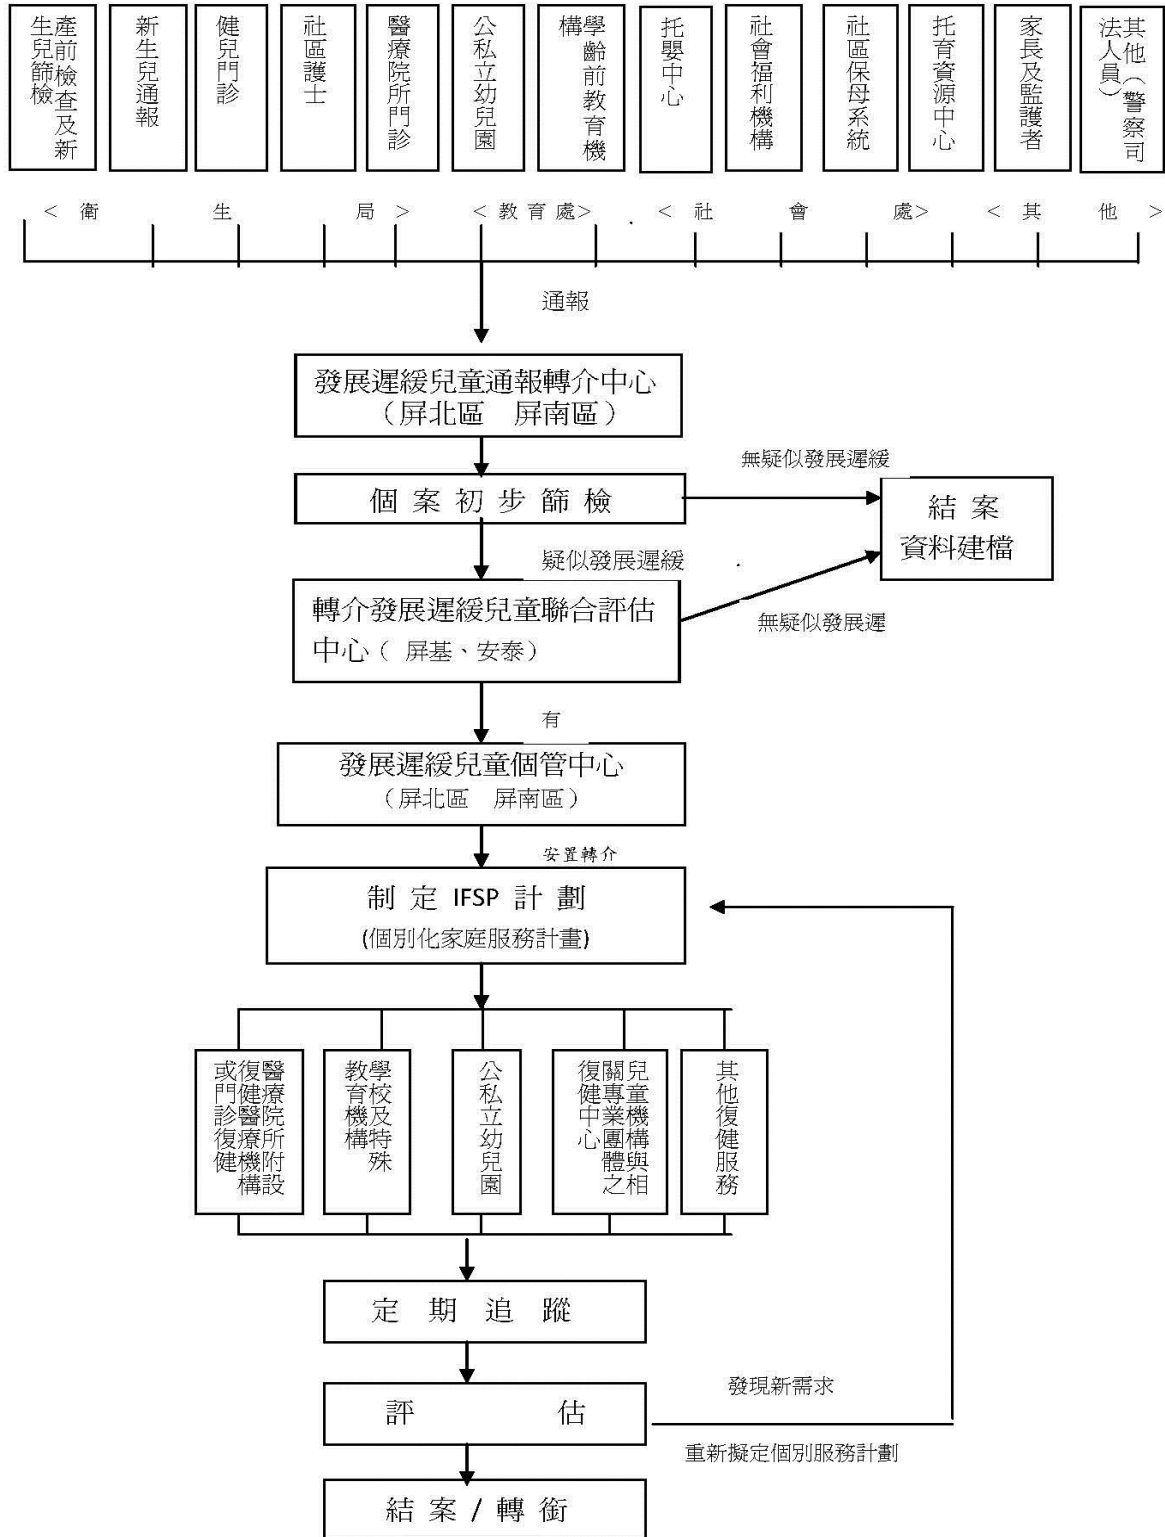 產前檢查及新
生兒篩檢
新生兒通報
健兒門診
社區護士
醫療院所門診
公私立幼兒園
學齡前教育機
構
托嬰中心
社會福利機構
社區保母系統
托育資源中心
家長及監護者
其他（警察司
法人員）
<衛生局>
<教育處>
<社會處>
<其他>
通報
發展遲緩兒童通報轉介中心
（屏北區 屏南區）
無疑似發展遲緩
個案初步篩檢
結案
資料建檔
疑似發展遲緩
轉介發展遲緩兒童聯合評估
中心（ 屏基、安泰）
無疑似發展遲
有
發展遲緩兒童個管中心
（屏北區 屏南區）
安置轉介
制定 IFSP 計劃
(個別化家庭服務計畫)
醫療院所附設
復健醫療機構
或門診復健
學校及特殊
教育機構
公私立幼兒園
兒童機構與相
關專業團體之
復健中心
其他復健服務
定期追蹤
發現新需求
評估
重新擬定個別服務計劃
結案 / 轉銜